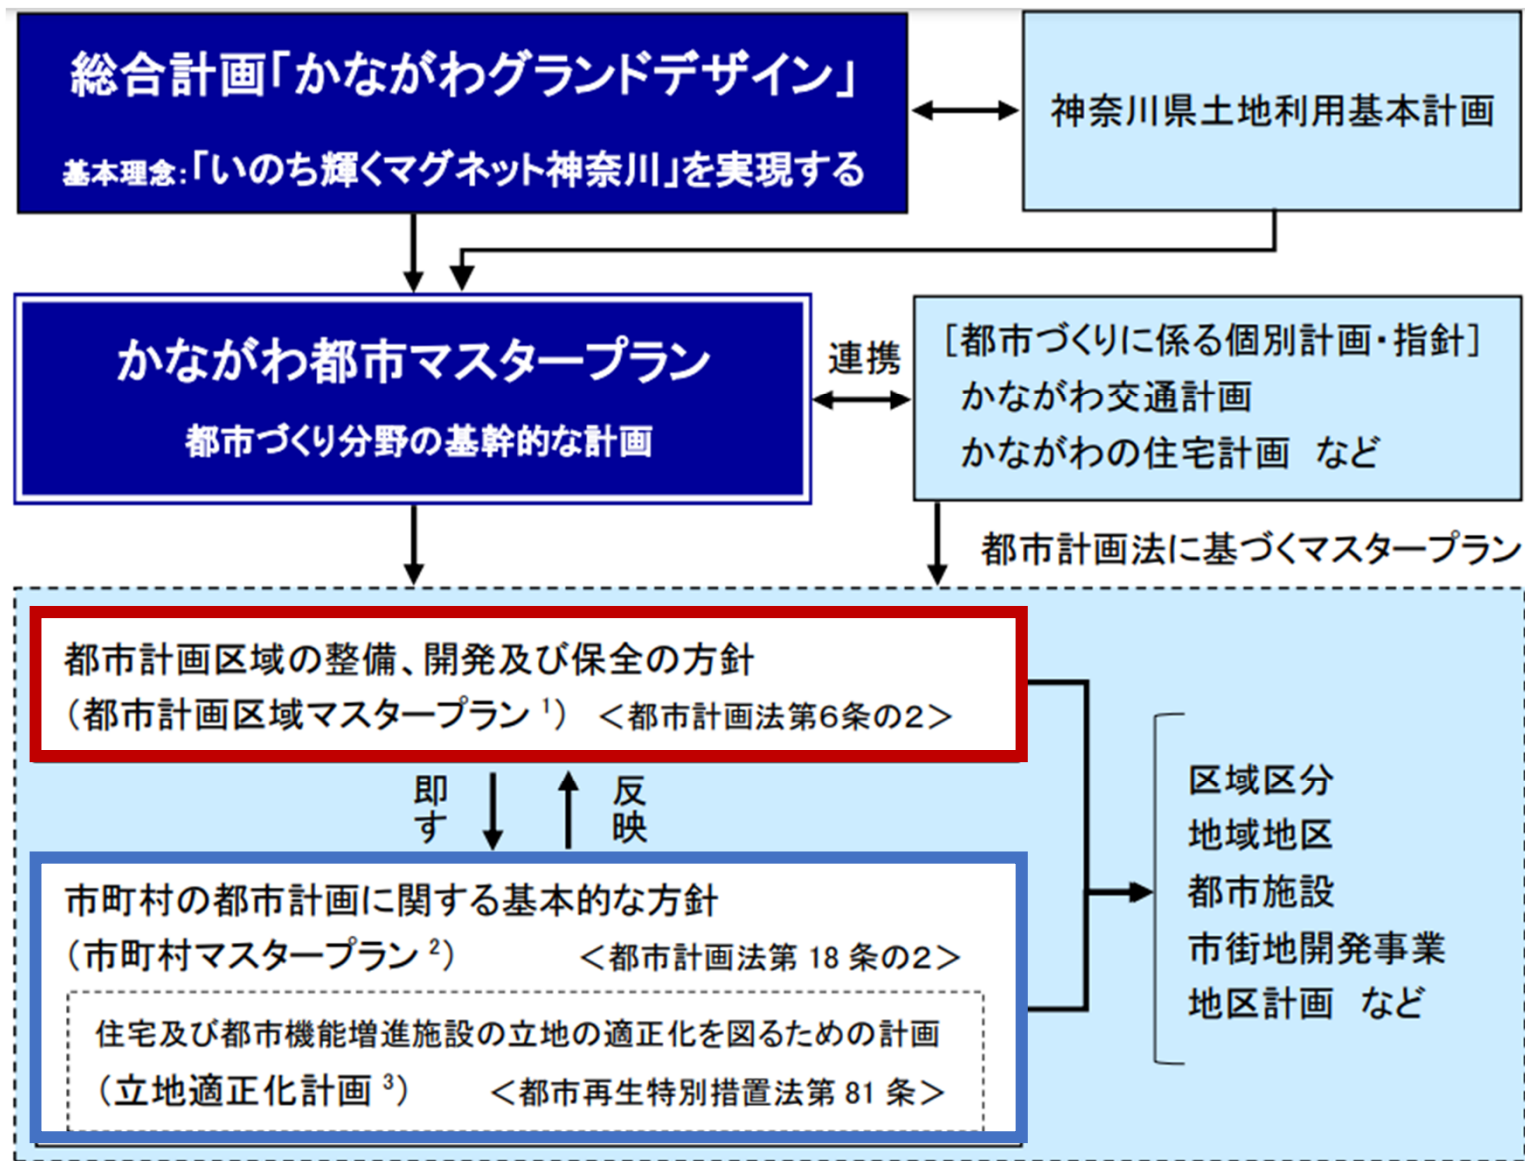 総合計画「かながわグランドデザイン」
基本理念:「いのち輝くマグネット神奈川」を実現する
神奈川県土地利用基本計画
かながわ都市マスタープラン
都市づくり分野の基幹的な計画
連携
［都市づくりに係る個別計画・指針］
かながわ交通計画
かながわの住宅計画　など
都市計画法に基づくマスタープラン
都市計画区域の整備、開発及び保全の方針
（都市計画区域マスタープラン 1）　＜都市計画法第6条の2＞
即す
反映
市町村の都市計画に関する基本的な方針
（市町村マスタープラン 2）　＜都市計画法第 18 条の2＞
住宅及び都市機能増進施設の立地の適正化を図るための計画
（立地適正化計画 3）　＜都市再生特別措置法第 81 条＞
区域区分
地域地区
都市施設
市街地開発事業
地区計画　など